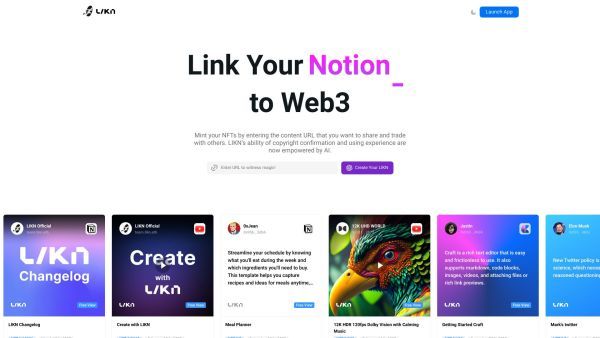 LIKN
Launch App
Link Your Notion
to Web3
Mint your NFTs by entering the content URL that you want to share and trade
with others. LIKN's ability of copyright confirmation and using experience are
now empowered by AI.
Enter URL to witness magic!
Create Your LIKN
LIKN Official
LIKN
Changelog
LIKN
Free View
LIKN Changelog
LIKN Official
Create
with
LIKN
Free View
Create with LIKN
0xJean
Streamline your schedule by knowing
what you'll eat during the week and
which ingredients you'll need to buy.
This template helps you capture
recipes and ideas for meals anytime,...
LIKN
Free View
Meal Planner
12K UHD WORLD
LIKN
Free View
12K HDR 120fps Dolby Vision with Calming
Music
Justin
Craft is a rich text editor that is easy
and frictionless to use. It also
supports markdown, code blocks,
images, videos, and attaching files or
rich link previews.
LIKN
Free View
Getting Started Craft
Elon Musk
New Twitter policy
science, which neces
reasoned questioning
LIKN
Mark's twitter